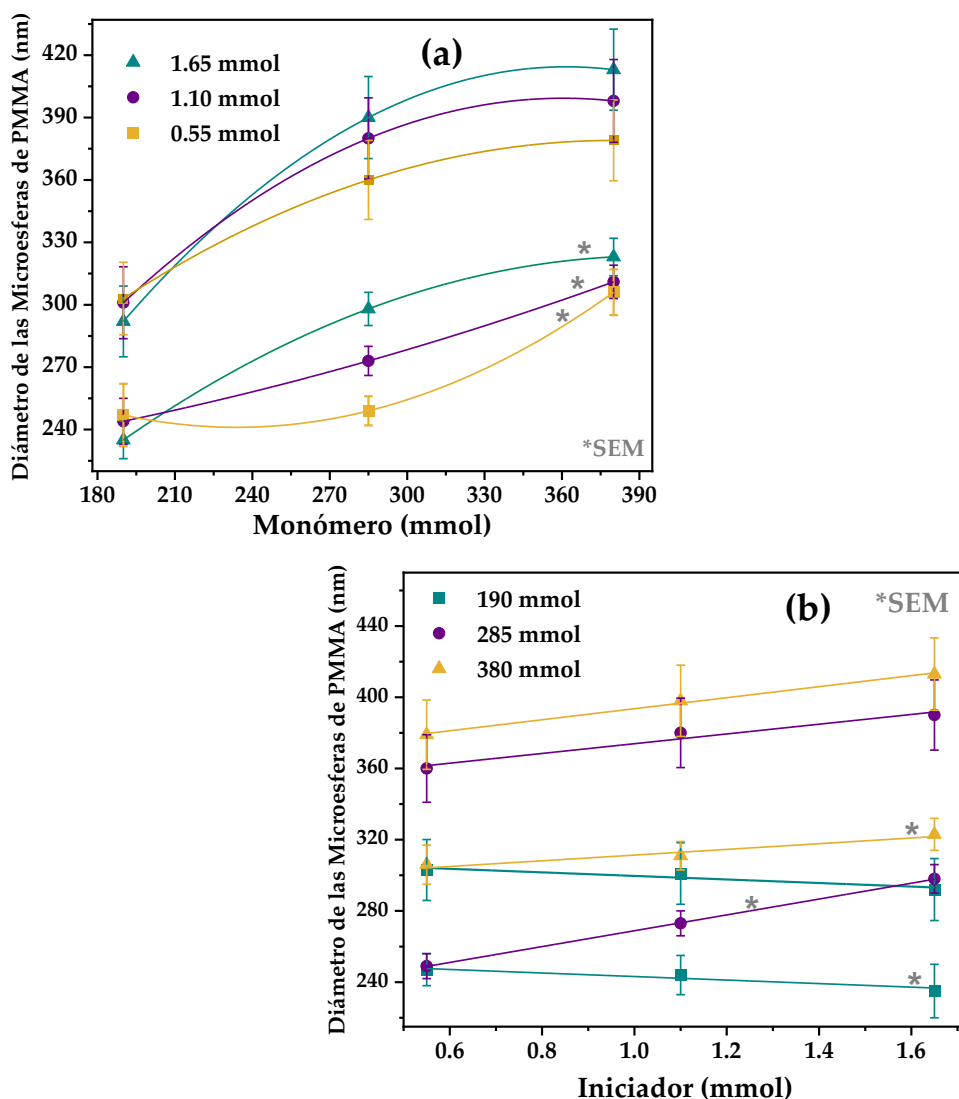 Diámetro de las Microesferas de PMMA (nm)
420
390
360
330
300
270
240
1.65 mmol
1.10 mmol
0.55 mmol
(a)
*
*
*
*SEM
180 210 240 270 300 330 360 390
Monómero (mmol)
Diámetro de las Microesferas de PMMA (nm)
440
400
360
320
280
240
190 mmol
285 mmol
380 mmol
(b)
*SEM
*
*
*
0.6 0.8 1.0 1.2 1.4 1.6
Iniciador (mmol)